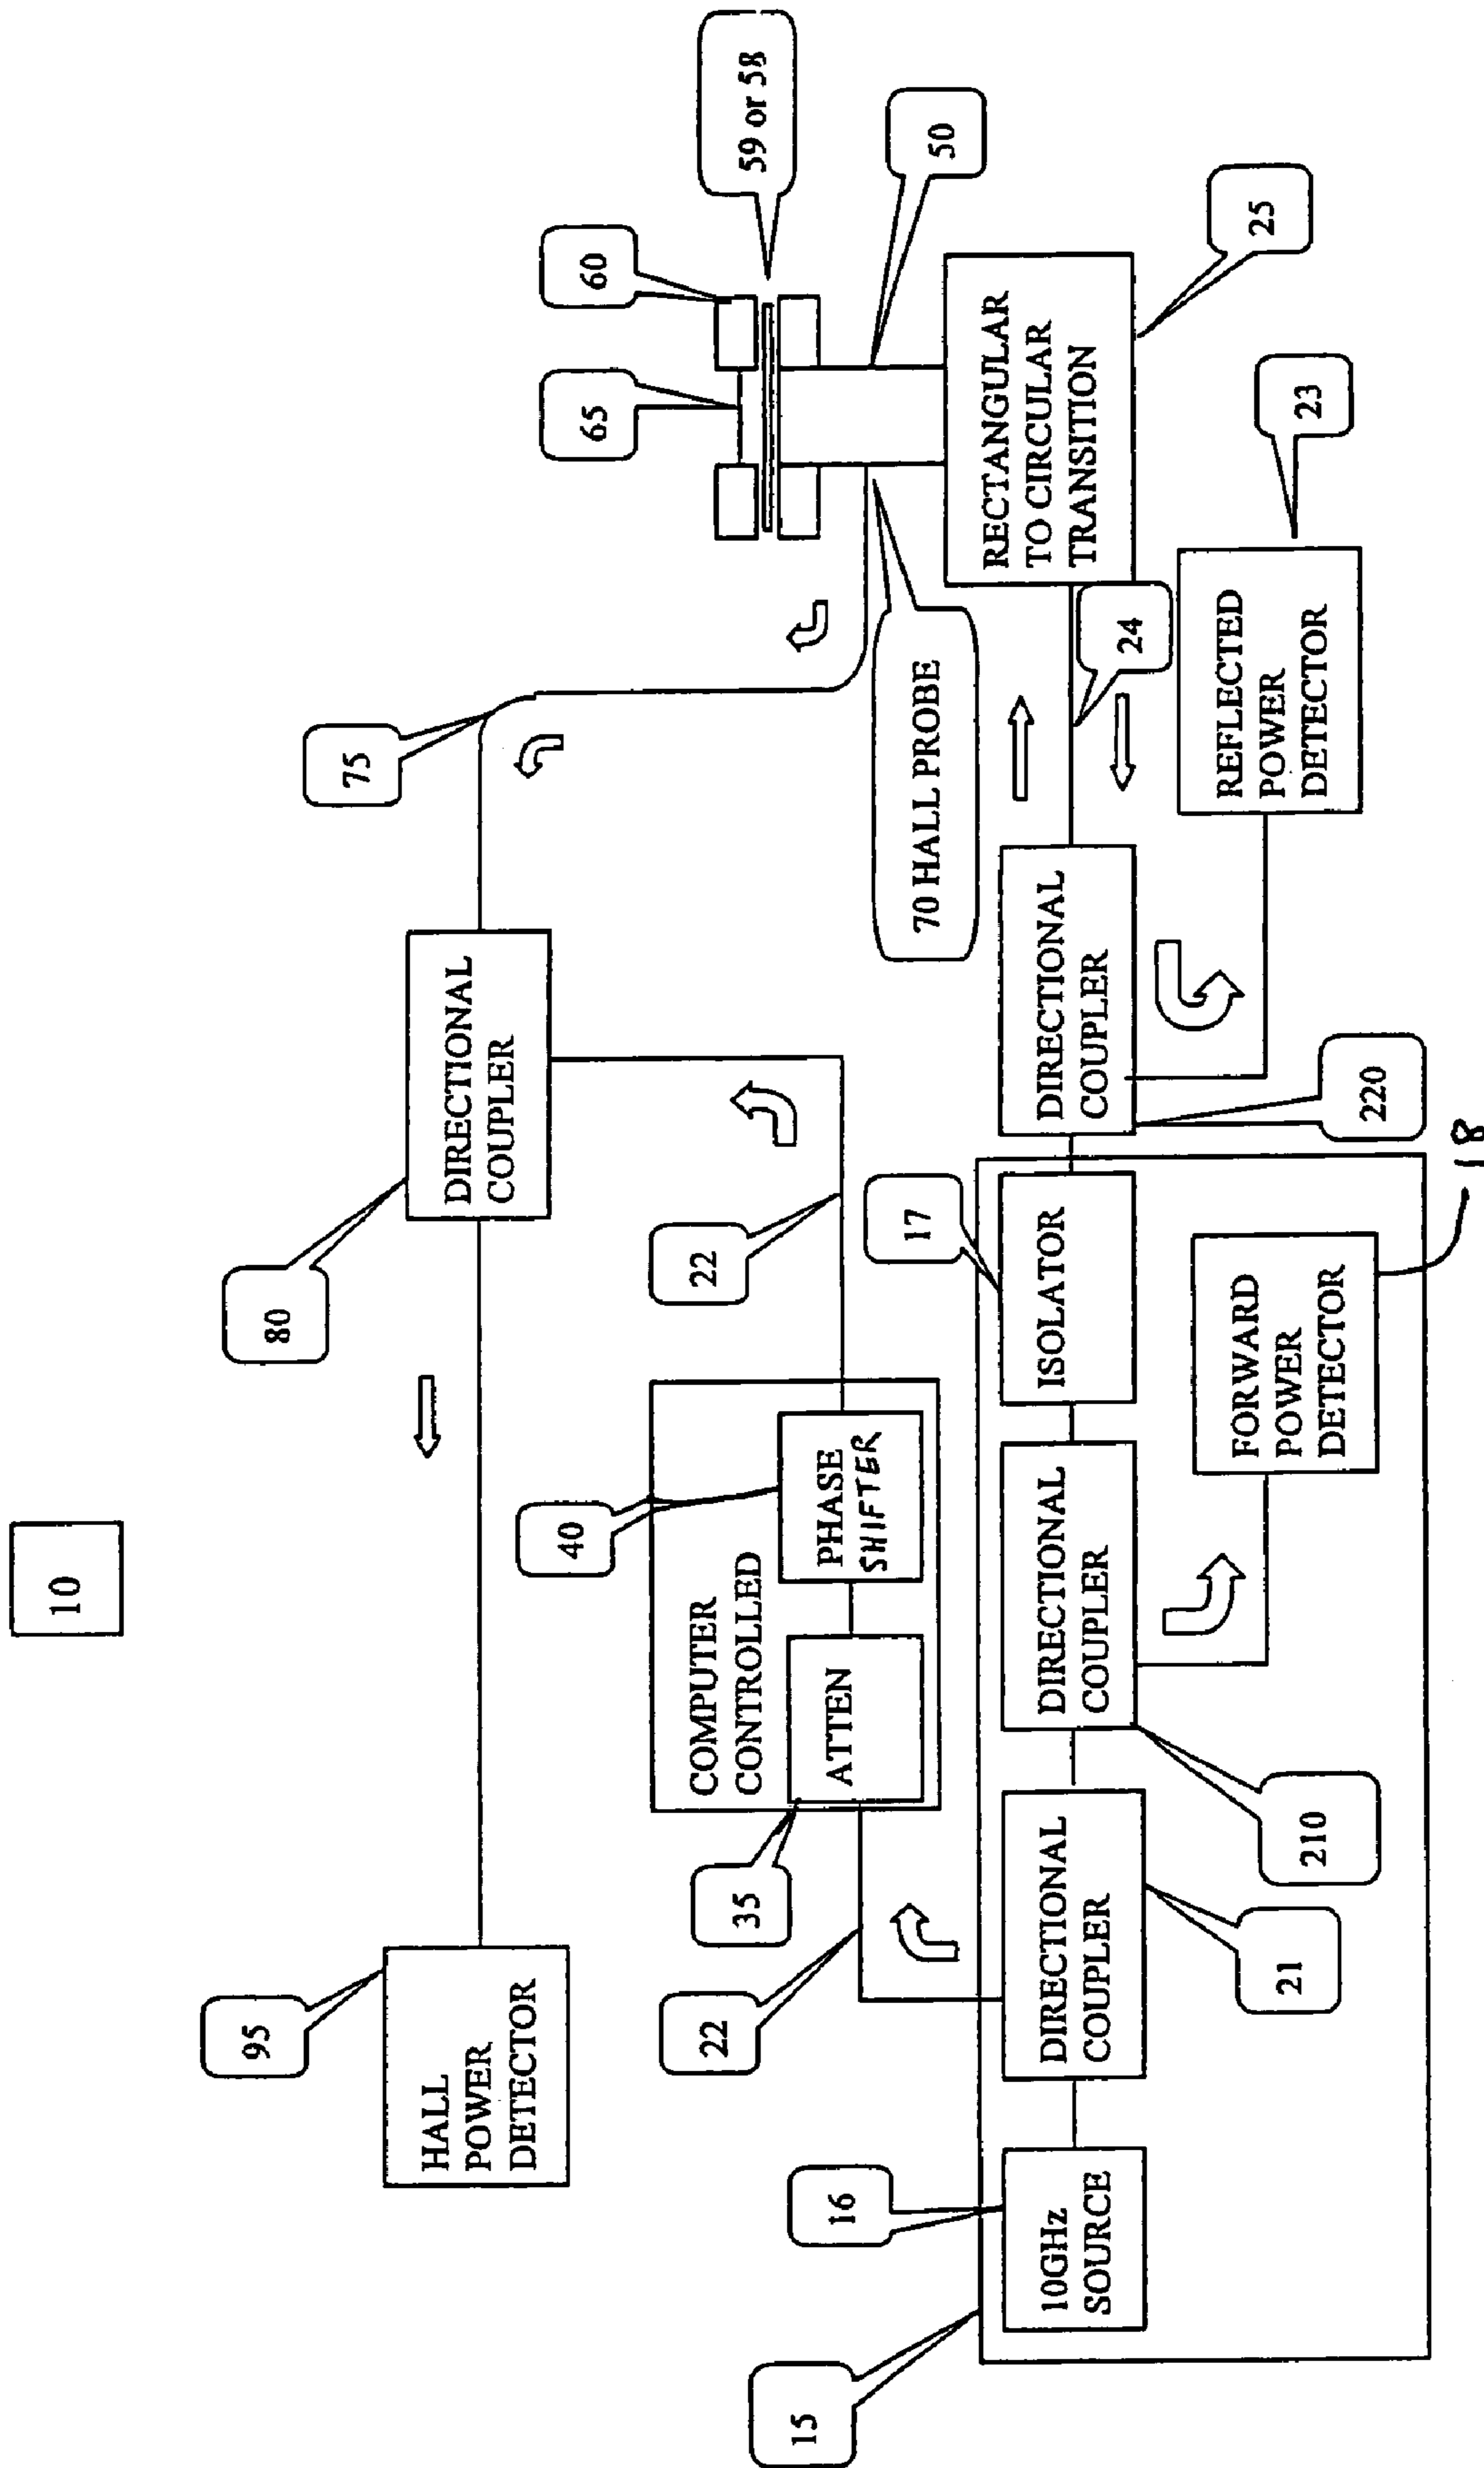 10
95
HALL
POWER
DETECTOR
80
DIRECTIONAL
COUPLER
75
65
60
59 or 58
50
22
35
COMPUTER
CONTROLLED
ATTEN
40
PHASE
SHIFTER
22
70 HALL PROBE
15
16
10GHz
SOURCE
DIRECTIONAL
COUPLER
21
DIRECTIONAL
COUPLER
210
17
ISOLATOR
FORWARD
POWER
DETECTOR
18
DIRECTIONAL
COUPLER
220
24
REFLECTED
POWER
DETECTOR
23
RECTANGULAR
TO CIRCULAR
TRANSITION
25